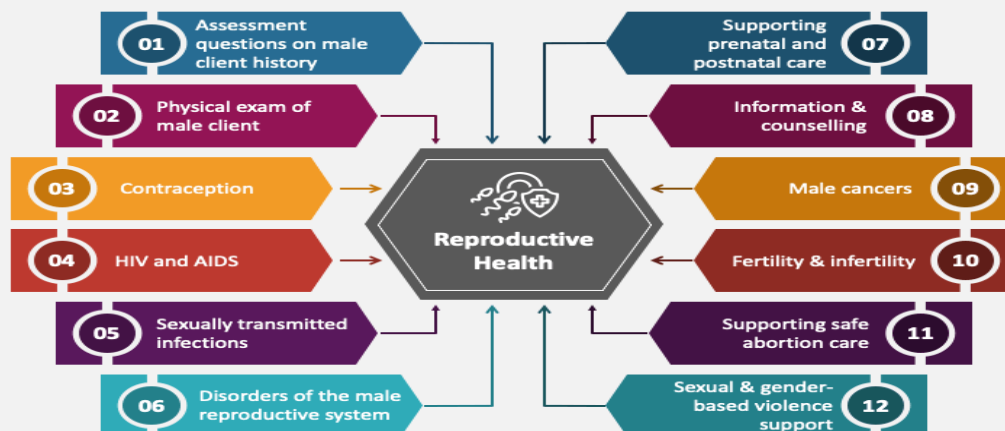 01
Assessment
questions on male
client history
02
Physical exam of
male client
03
Contraception
04
HIV and AIDS
05
Sexually transmitted
infections
06
Disorders of the male
reproductive system
Reproductive
Health
Supporting
prenatal and
postnatal care
07
Information &
counselling
08
Male cancers
09
Fertility & infertility
10
Supporting safe
abortion care
11
Sexual & gender-
based violence
support
12